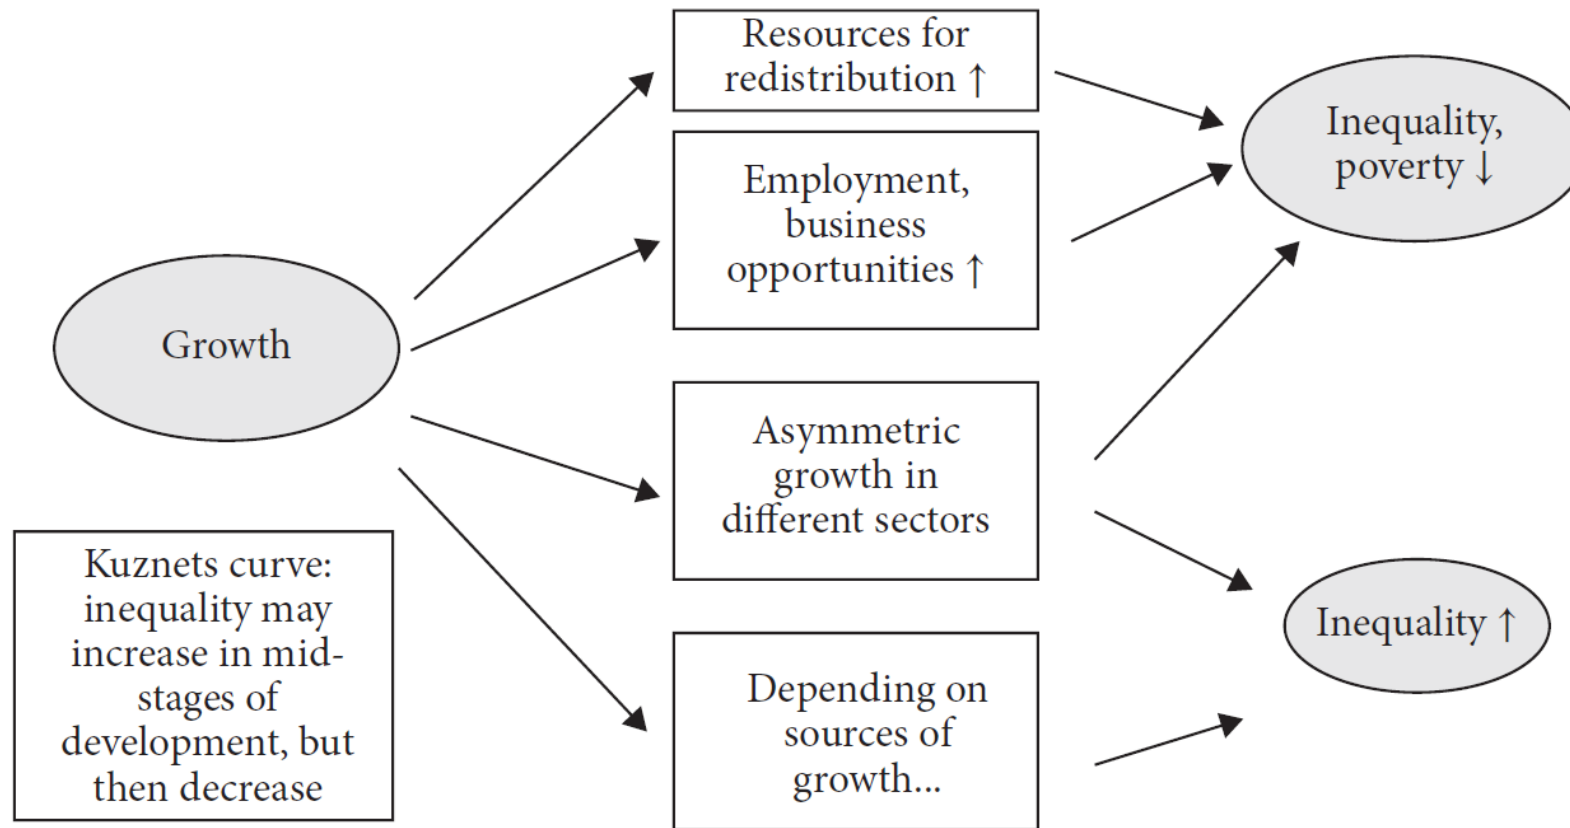 Resources for
redistribution ↑
Inequality,
poverty ↓
Employment,
business
opportunities ↑
Growth
Asymmetric
growth in
different sectors
Kuznets curve:
inequality may
increase in mid-
stages of
development, but
then decrease
Inequality ↑
Depending on
sources of
growth...